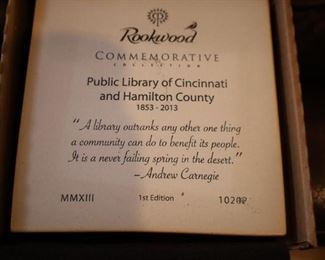 Rookwood
COMMEMORATIVE
COLLECTION
Public Library of Cincinnati
and Hamilton County
1853 - 2013
"A library outranks any other one thing
a community can do to benefit its people.
It is a never failing spring in the desert."
–Andrew Carnegie
MMXIII 1st Edition